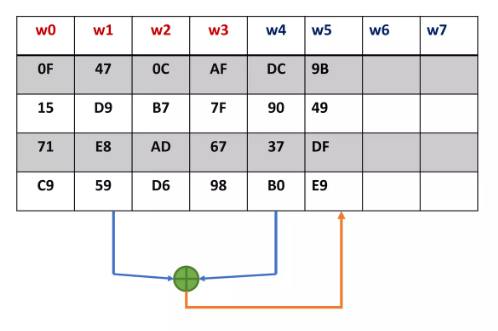 w0 w1 w2 w3 w4 w5 w6 w7
0F 47 0C AF DC 9B
15 D9 B7 7F 90 49
71 E8 AD 67 37 DF
C9 59 D6 98 B0 E9